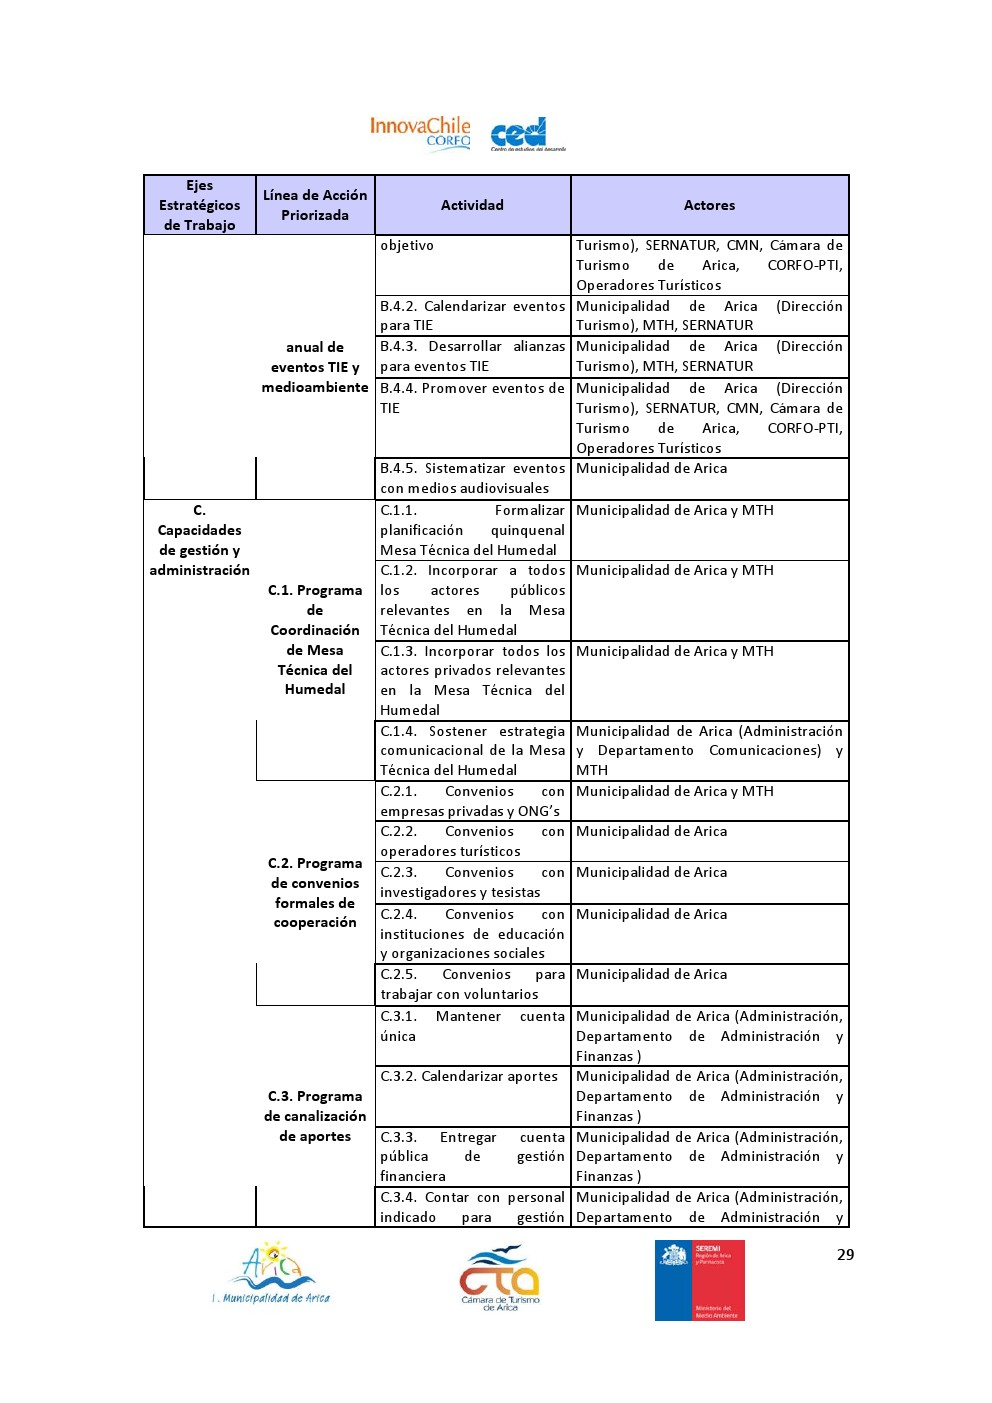 InnovaChile
CORFO
ced
Centro de estudios del desarrollo
Ejes
Estratégicos
de Trabajo
Línea de Acción
Priorizada
Actividad
Actores
anual de
eventos TIE y
medioambiente
objetivo
Turismo), SERNATUR, CMN, Cámara de
Turismo de Arica, CORFO-PTI,
Operadores Turísticos
B.4.2. Calendarizar eventos
para TIE
Municipalidad de Arica (Dirección
Turismo), MTH, SERNATUR
B.4.3. Desarrollar alianzas
para eventos TIE
Municipalidad de Arica (Dirección
Turismo), MTH, SERNATUR
B.4.4. Promover eventos de
TIE
Municipalidad de Arica (Dirección
Turismo), SERNATUR, CMN, Cámara de
Turismo de Arica, CORFO-PTI,
Operadores Turísticos
B.4.5. Sistematizar eventos
con medios audiovisuales
Municipalidad de Arica
C.
Capacidades
de gestión y
administración
C.1. Programa
de
Coordinación
de Mesa
Técnica del
Humedal
C.1.1. Formalizar
planificación quinquenal
Mesa Técnica del Humedal
Municipalidad de Arica y MTH
C.1.2. Incorporar a todos
los actores públicos
relevantes en la Mesa
Técnica del Humedal
Municipalidad de Arica y MTH
C.1.3. Incorporar todos los
actores privados relevantes
en la Mesa Técnica del
Humedal
Municipalidad de Arica y MTH
C.1.4. Sostener estrategia
comunicacional de la Mesa
Técnica del Humedal
Municipalidad de Arica (Administración
y Departamento Comunicaciones) y
MTH
C.2. Programa
de convenios
formales de
cooperación
C.2.1. Convenios con
empresas privadas y ONG’s
Municipalidad de Arica y MTH
C.2.2. Convenios con
operadores turísticos
Municipalidad de Arica
C.2.3. Convenios con
investigadores y tesistas
Municipalidad de Arica
C.2.4. Convenios con
instituciones de educación
y organizaciones sociales
Municipalidad de Arica
C.2.5. Convenios para
trabajar con voluntarios
Municipalidad de Arica
C.3. Programa
de canalización
de aportes
C.3.1. Mantener cuenta
única
Municipalidad de Arica (Administración,
Departamento de Administración y
Finanzas )
C.3.2. Calendarizar aportes
Municipalidad de Arica (Administración,
Departamento de Administración y
Finanzas )
C.3.3. Entregar cuenta
pública de gestión
financiera
Municipalidad de Arica (Administración,
Departamento de Administración y
Finanzas )
C.3.4. Contar con personal
indicado para gestión
Municipalidad de Arica (Administración,
Departamento de Administración y
Arica
I. Municipalidad de Arica
CTA
Cámara de Turismo
de Arica
SEREMI
Región de Arica
y Parinacota
Ministerio del
Medio Ambiente
29